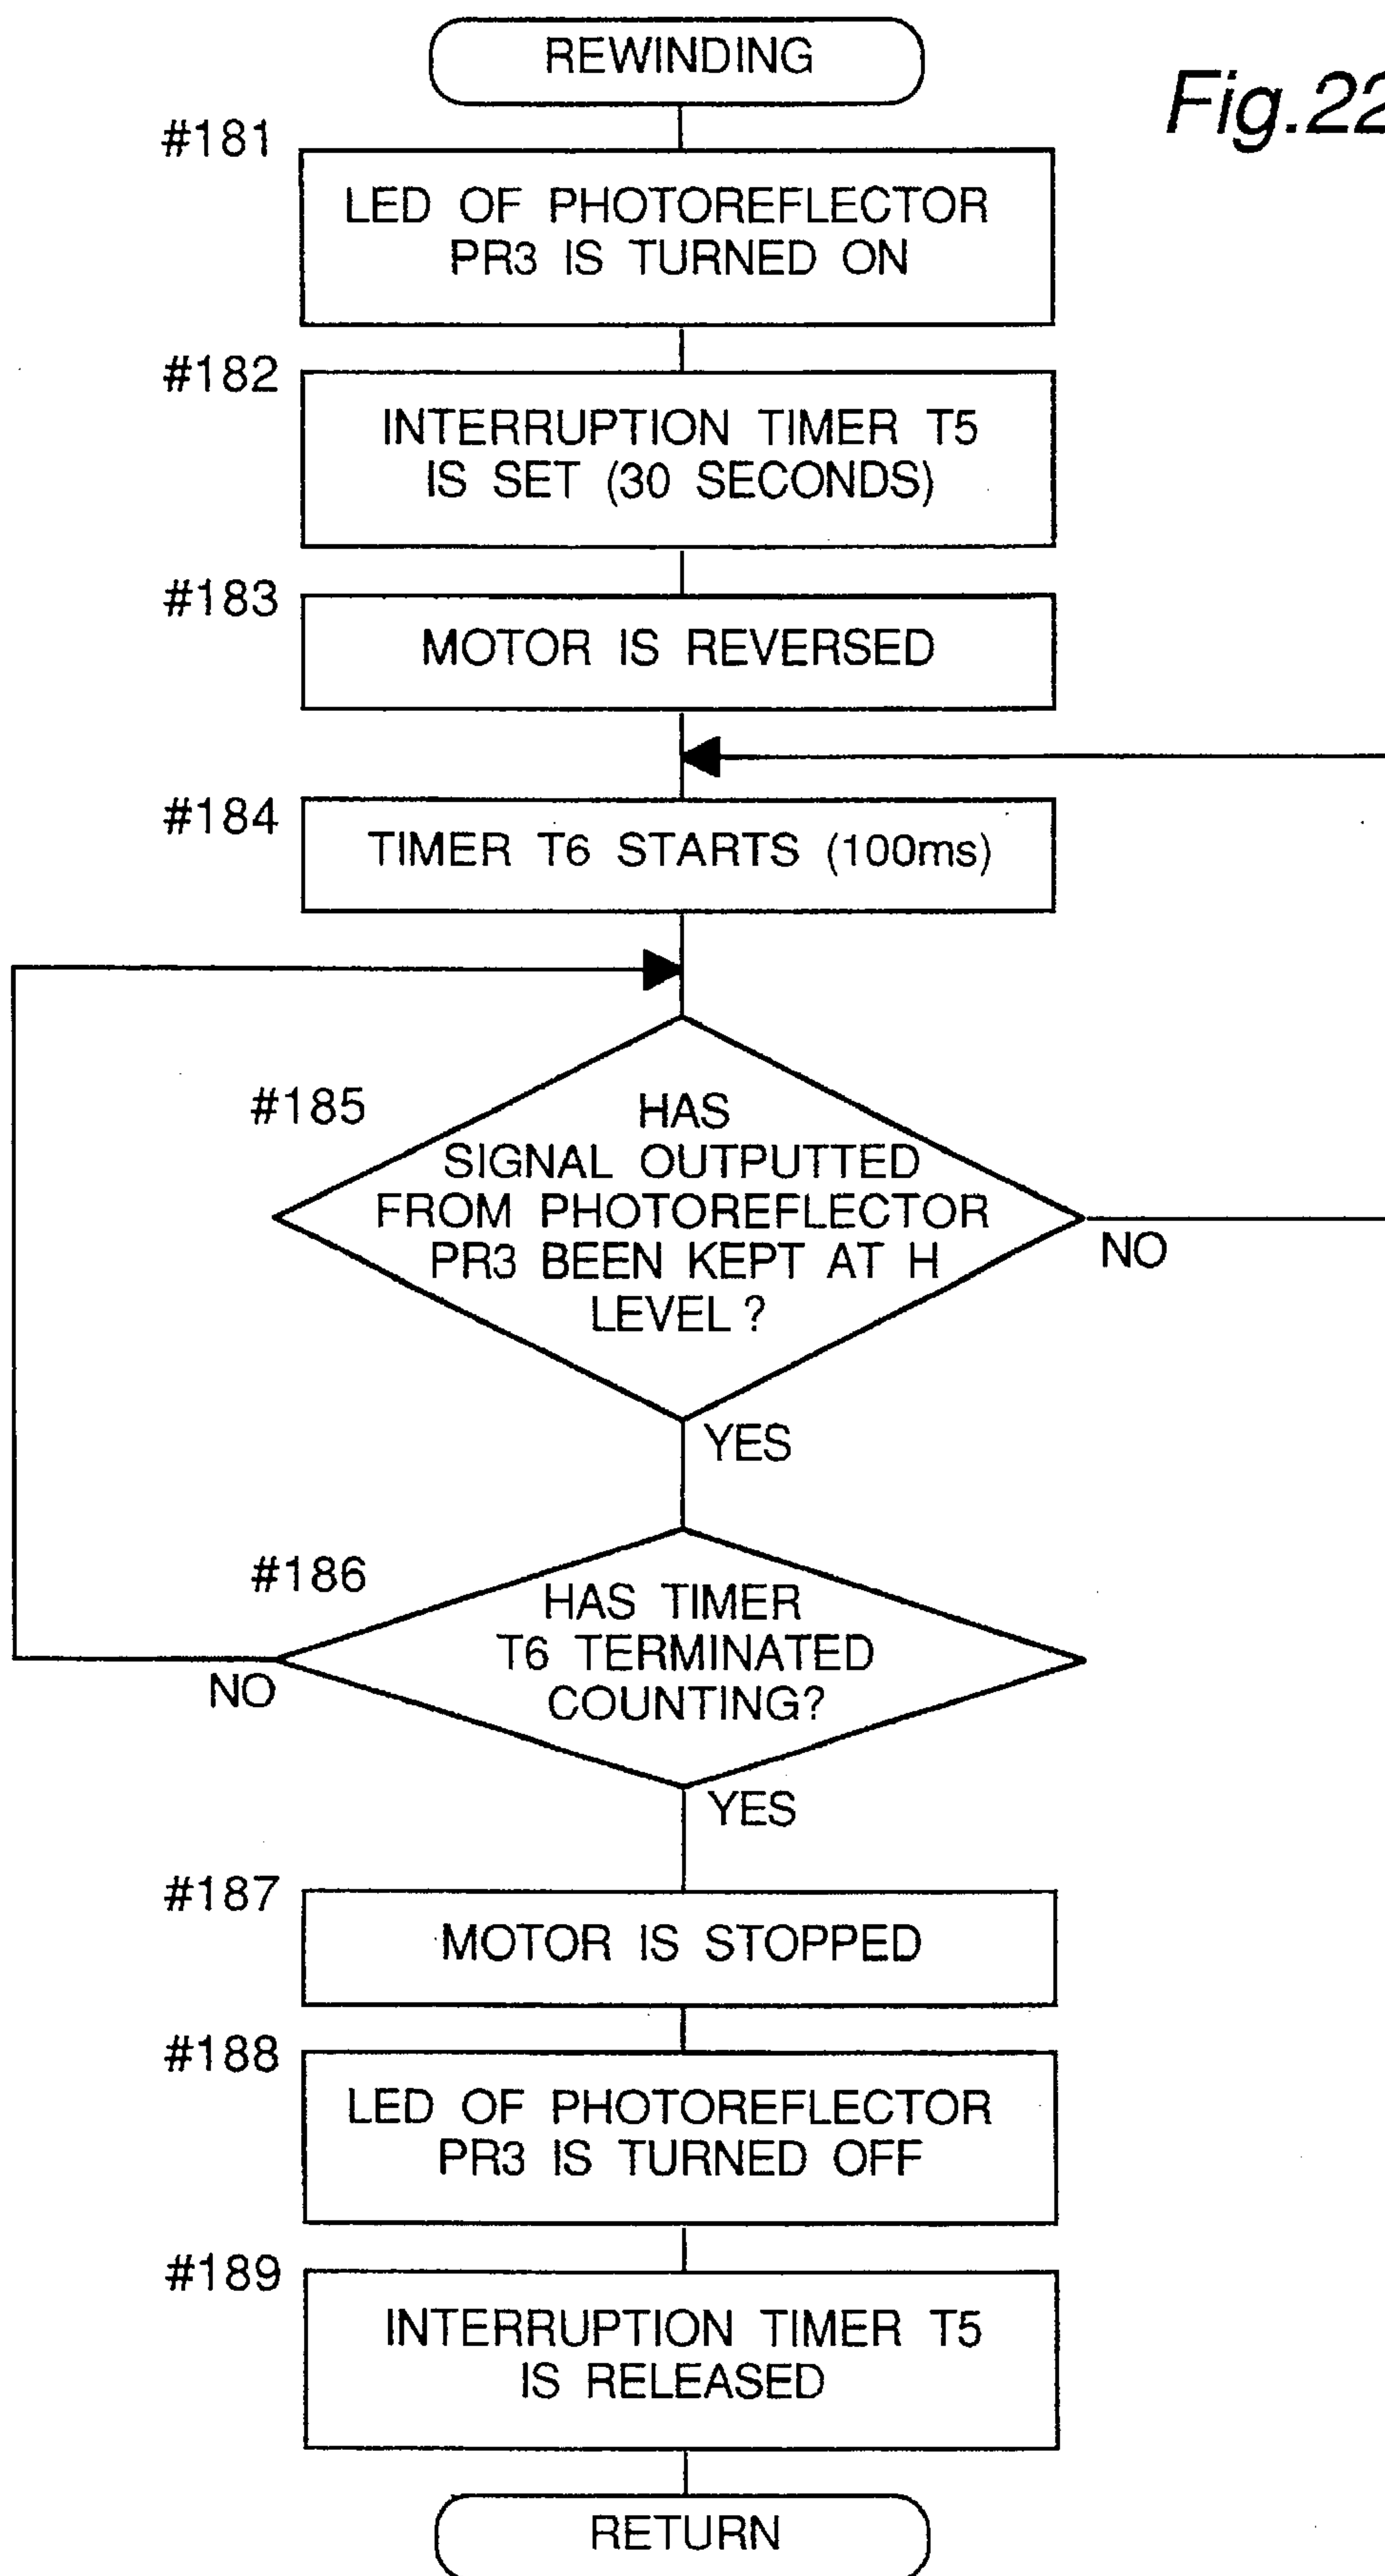 REWINDING
Fig.22
#181
LED OF PHOTOREFLECTOR
PR3 IS TURNED ON
#182
INTERRUPTION TIMER T5
IS SET (30 SECONDS)
#183
MOTOR IS REVERSED
#184
TIMER T6 STARTS (100ms)
#185
HAS
SIGNAL OUTPUTTED
FROM PHOTOREFLECTOR
PR3 BEEN KEPT AT H
LEVEL ?
NO
YES
#186
HAS TIMER
T6 TERMINATED
COUNTING?
NO
YES
#187
MOTOR IS STOPPED
#188
LED OF PHOTOREFLECTOR
PR3 IS TURNED OFF
#189
INTERRUPTION TIMER T5
IS RELEASED
RETURN